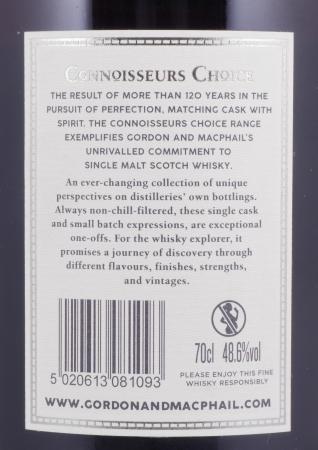 CONNOISSEURS CHOICE
THE RESULT OF MORE THAN 120 YEARS IN THE
PURSUIT OF PERFECTION, MATCHING CASK WITH
SPIRIT. THE CONNOISSEURS CHOICE RANGE
EXEMPLIFIES GORDON AND MACPHAIL'S
UNRIVALLED COMMITMENT TO
SINGLE MALT SCOTCH WHISKY.
An ever-changing collection of unique
perspectives on distilleries' own bottlings.
Always non-chill-filtered, these single cask
and small batch expressions, are exceptional
one-offs. For the whisky explorer, it
promises a journey of discovery through
different flavours, finishes, strengths,
and vintages.
70cl 48.6%vol
5 020613 081093
PLEASE ENJOY THIS FINE
WHISKY RESPONSIBLY
WWW.GORDONANDMACPHAIL.COM